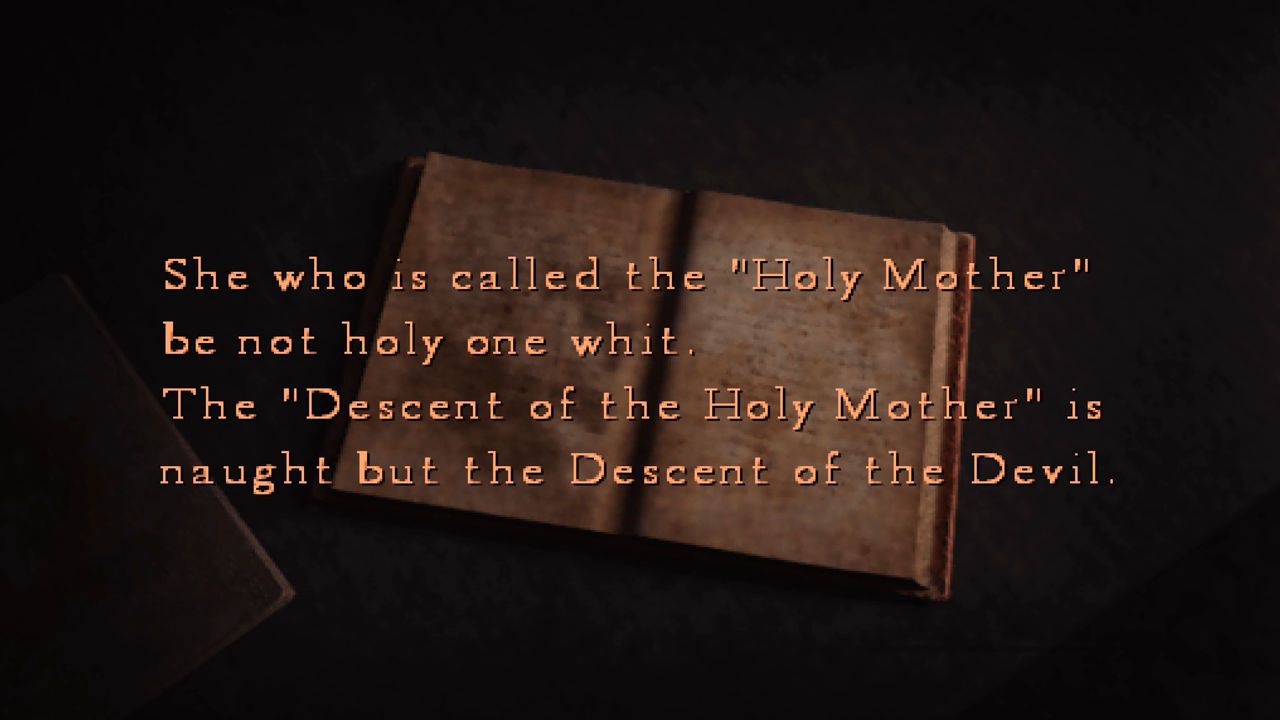 She who is called the "Holy Mother"
be not holy one whit.
The "Descent of the Holy Mother" is
naught but the Descent of the Devil.